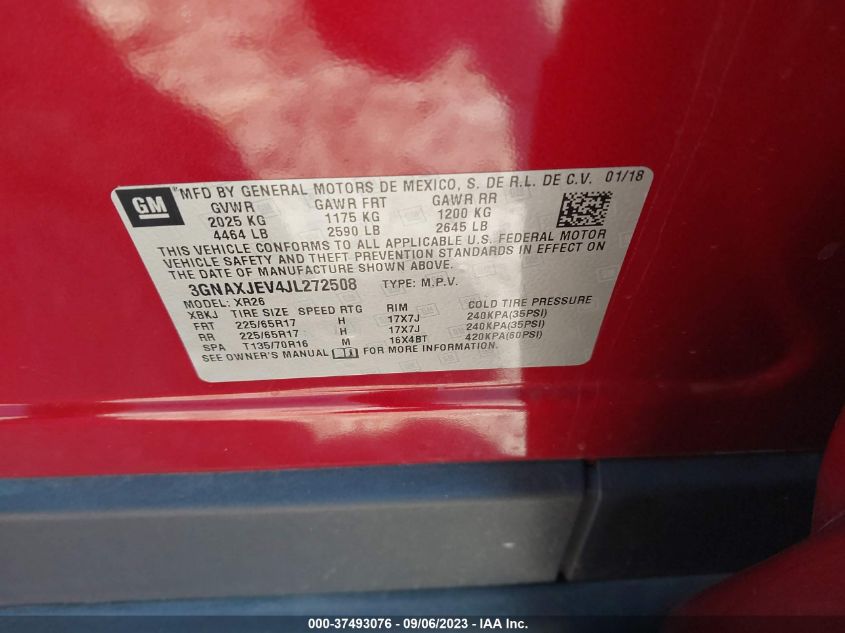 GM
MFD BY GENERAL MOTORS DE MEXICO, S. DE R.L. DE C.V. 01/18
GVWR GAWR FRT GAWR RR
2025 KG 1175 KG 1200 KG
4464 LB 2590 LB 2645 LB
THIS VEHICLE CONFORMS TO ALL APPLICABLE U.S. FEDERAL MOTOR
VEHICLE SAFETY AND THEFT PREVENTION STANDARDS IN EFFECT ON
THE DATE OF MANUFACTURE SHOWN ABOVE.
3GNAXJEV4JL272508 TYPE: M.P.V.
MODEL: XR26
XBKJ TIRE SIZE SPEED RTG RIM COLD TIRE PRESSURE
FRT 225/65R17 H 17X7J 240KPA(35PSI)
RR 225/65R17 H 17X7J 240KPA(35PSI)
SPA T135/70R16 M 16X4BT 420KPA(60PSI)
SEE OWNER'S MANUAL FOR MORE INFORMATION.
000-37493076 - 09/06/2023 - IAA Inc.